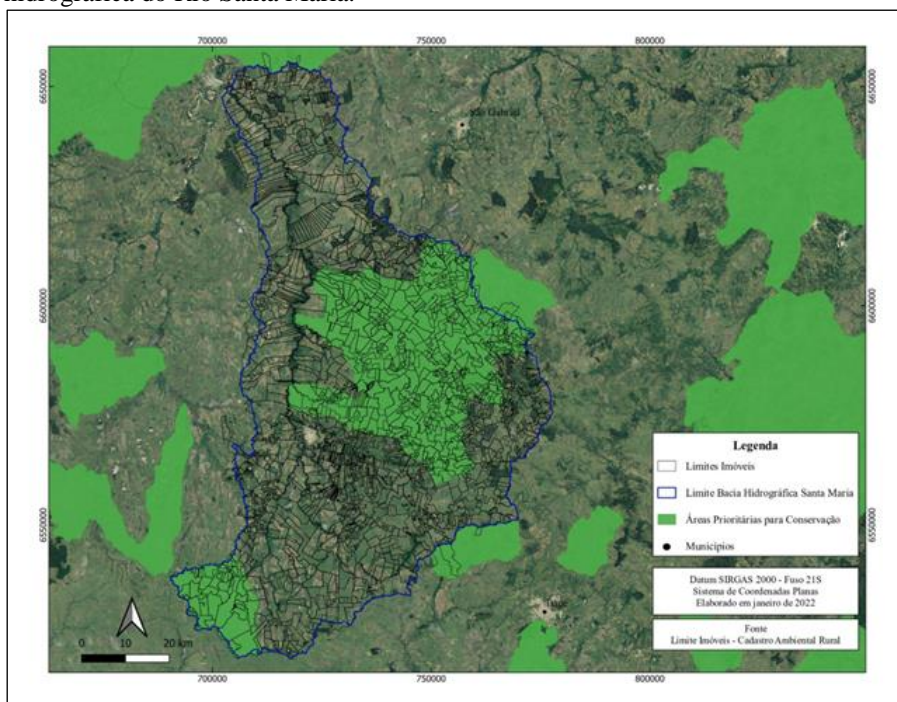 hidrográfica do Rio Santa Maria.
700000
750000
800000
6650000
6650000
São Gabriel
6600000
6600000
Legenda
Limites Imóveis
Limite Bacia Hidrográfica Santa Maria
Áreas Prioritárias para Conservação
Municípios
6550000
6550000
Datum SIRGAS 2000 - Fuso 21S
Sistema de Coordenadas Planas
Elaborado em janeiro de 2022
Fonte
Limite Imóveis - Cadastro Ambiental Rural
0 10 20 km
700000
750000
800000